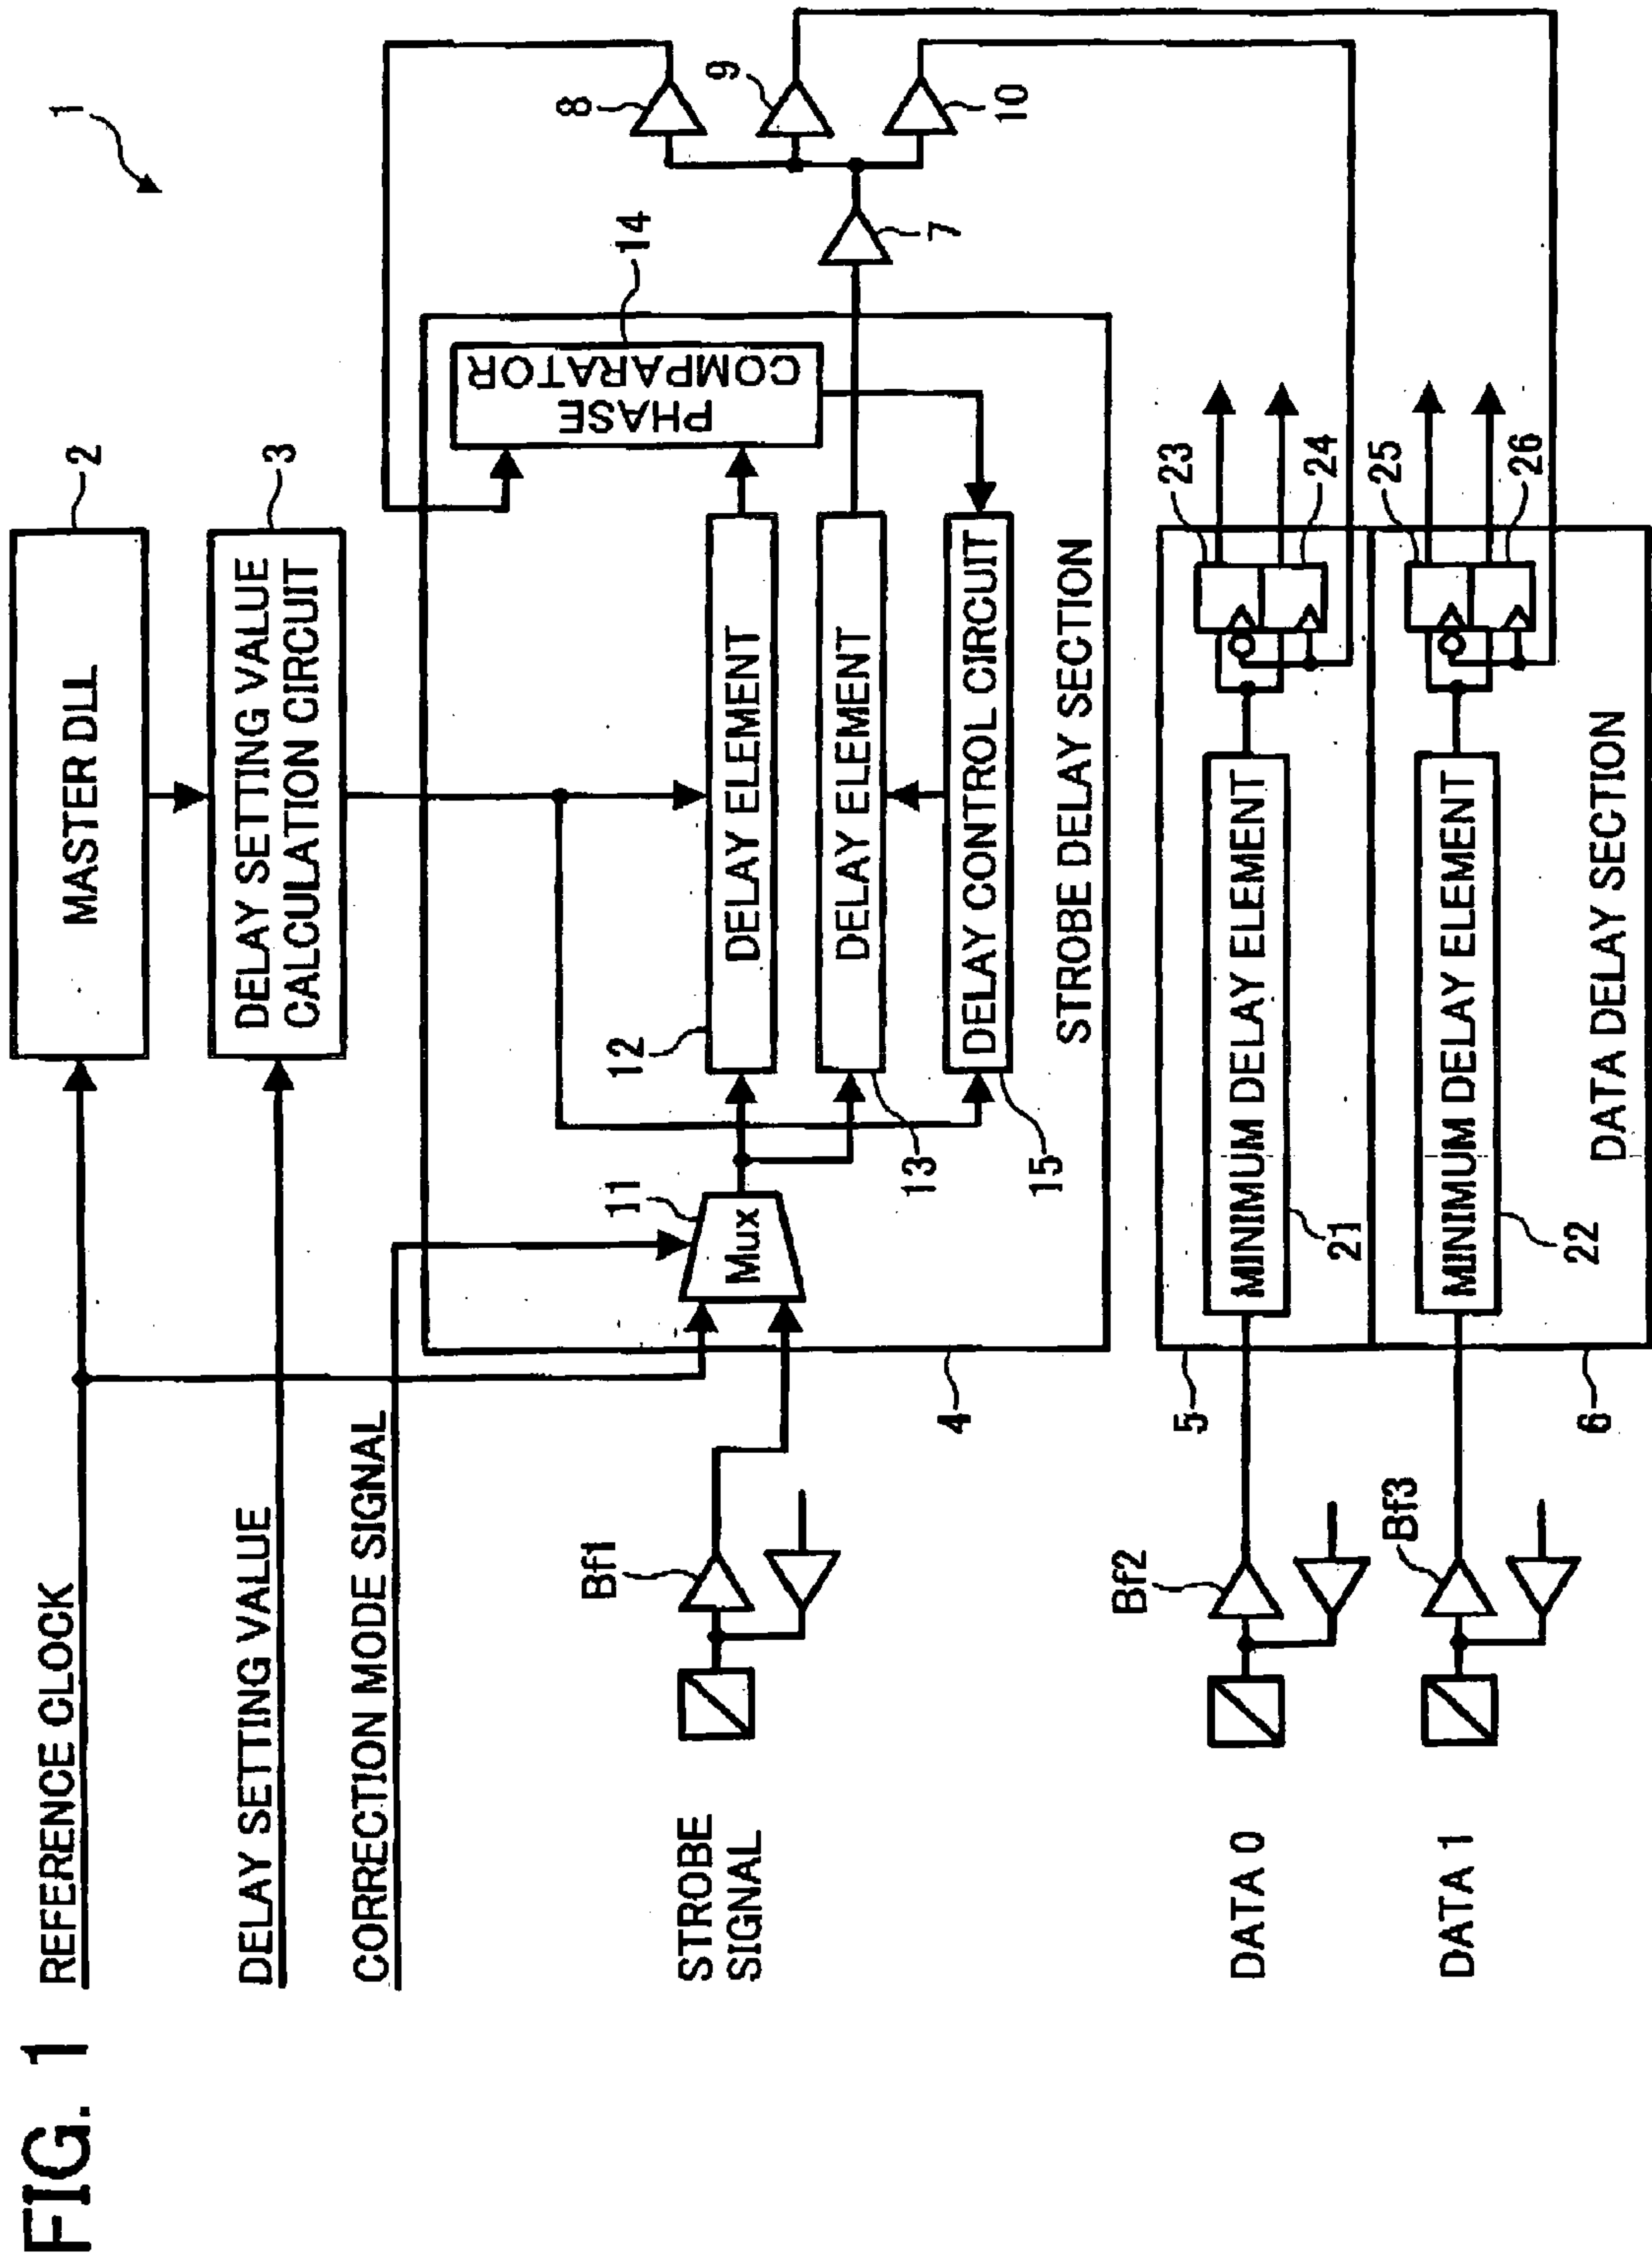 FIG. 1
1
REFERENCE CLOCK
MASTER DLL
2
DELAY SETTING VALUE
DELAY SETTING VALUE
CALCULATION CIRCUIT
3
CORRECTION MODE SIGNAL
STROBE
SIGNAL
Bf1
Mux
11
12
DELAY ELEMENT
PHASE
COMPARATOR
14
13
DELAY ELEMENT
15
DELAY CONTROL CIRCUIT
STROBE DELAY SECTION
4
7
8
9
10
DATA 0
Bf2
5
MINIMUM DELAY ELEMENT
21
23
24
DATA 1
Bf3
6
MINIMUM DELAY ELEMENT
22
25
26
DATA DELAY SECTION